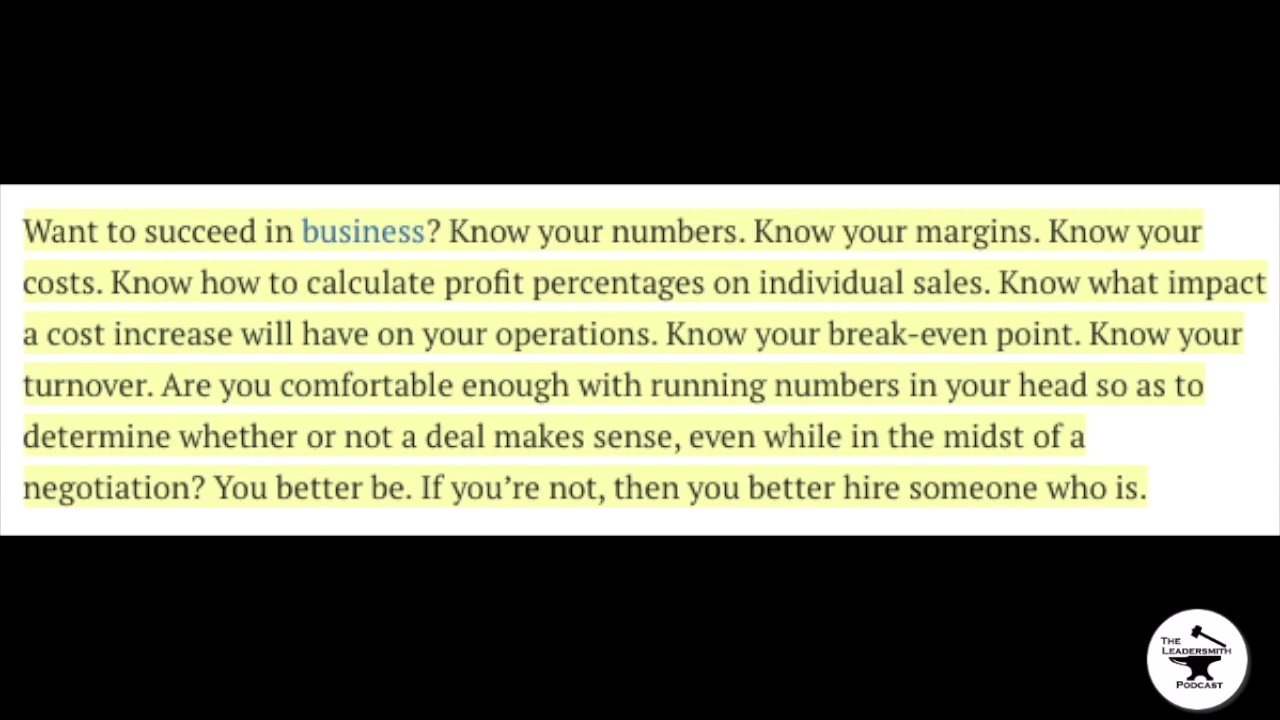 Want to succeed in business? Know your numbers. Know your margins. Know your
costs. Know how to calculate profit percentages on individual sales. Know what impact
a cost increase will have on your operations. Know your break-even point. Know your
turnover. Are you comfortable enough with running numbers in your head so as to
determine whether or not a deal makes sense, even while in the midst of a
negotiation? You better be. If you’re not, then you better hire someone who is.
THE
LEADERSMITH
PODCAST